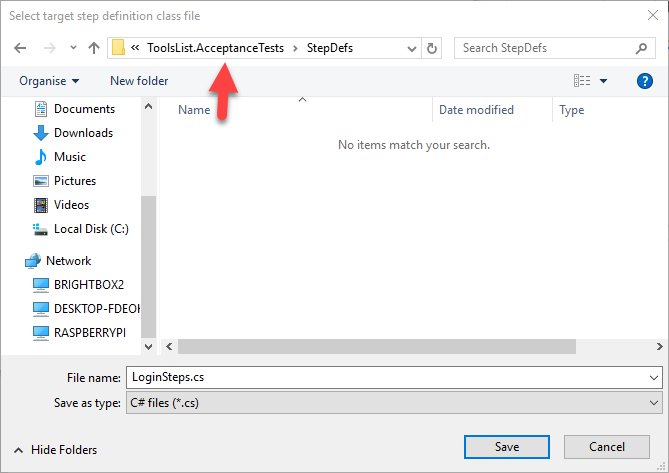 Select target step definition class file
« ToolsList.AcceptanceTests > StepDefs
Search StepDefs
Organise
New folder
?
Name
Date modified
Type
No items match your search.
Documents
Downloads
Music
Pictures
Videos
Local Disk (C:)
Network
BRIGHTBOX2
DESKTOP-FDEOH
RASPBERRYPI
File name: LoginSteps.cs
Save as type: C# files (*.cs)
Hide Folders
Save
Cancel